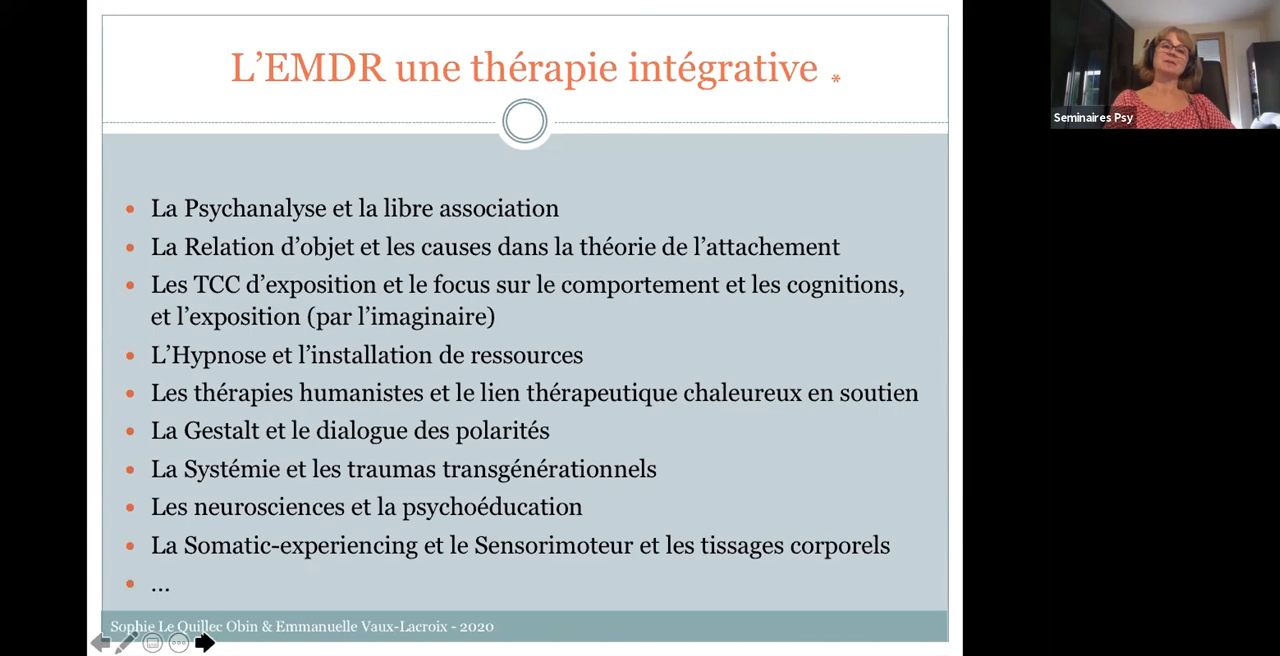 L'EMDR une thérapie intégrative *
Seminaires Psy
• La Psychanalyse et la libre association
• La Relation d'objet et les causes dans la théorie de l'attachement
• Les TCC d'exposition et le focus sur le comportement et les cognitions,
et l'exposition (par l'imaginaire)
• L'Hypnose et l'installation de ressources
• Les thérapies humanistes et le lien thérapeutique chaleureux en soutien
• La Gestalt et le dialogue des polarités
• La Systémie et les traumas transgénérationnels
• Les neurosciences et la psychoéducation
• La Somatic-experiencing et le Sensorimoteur et les tissages corporels
• ...
Sophie Le Quillec Obin & Emmanuelle Vaux-Lacroix - 2020